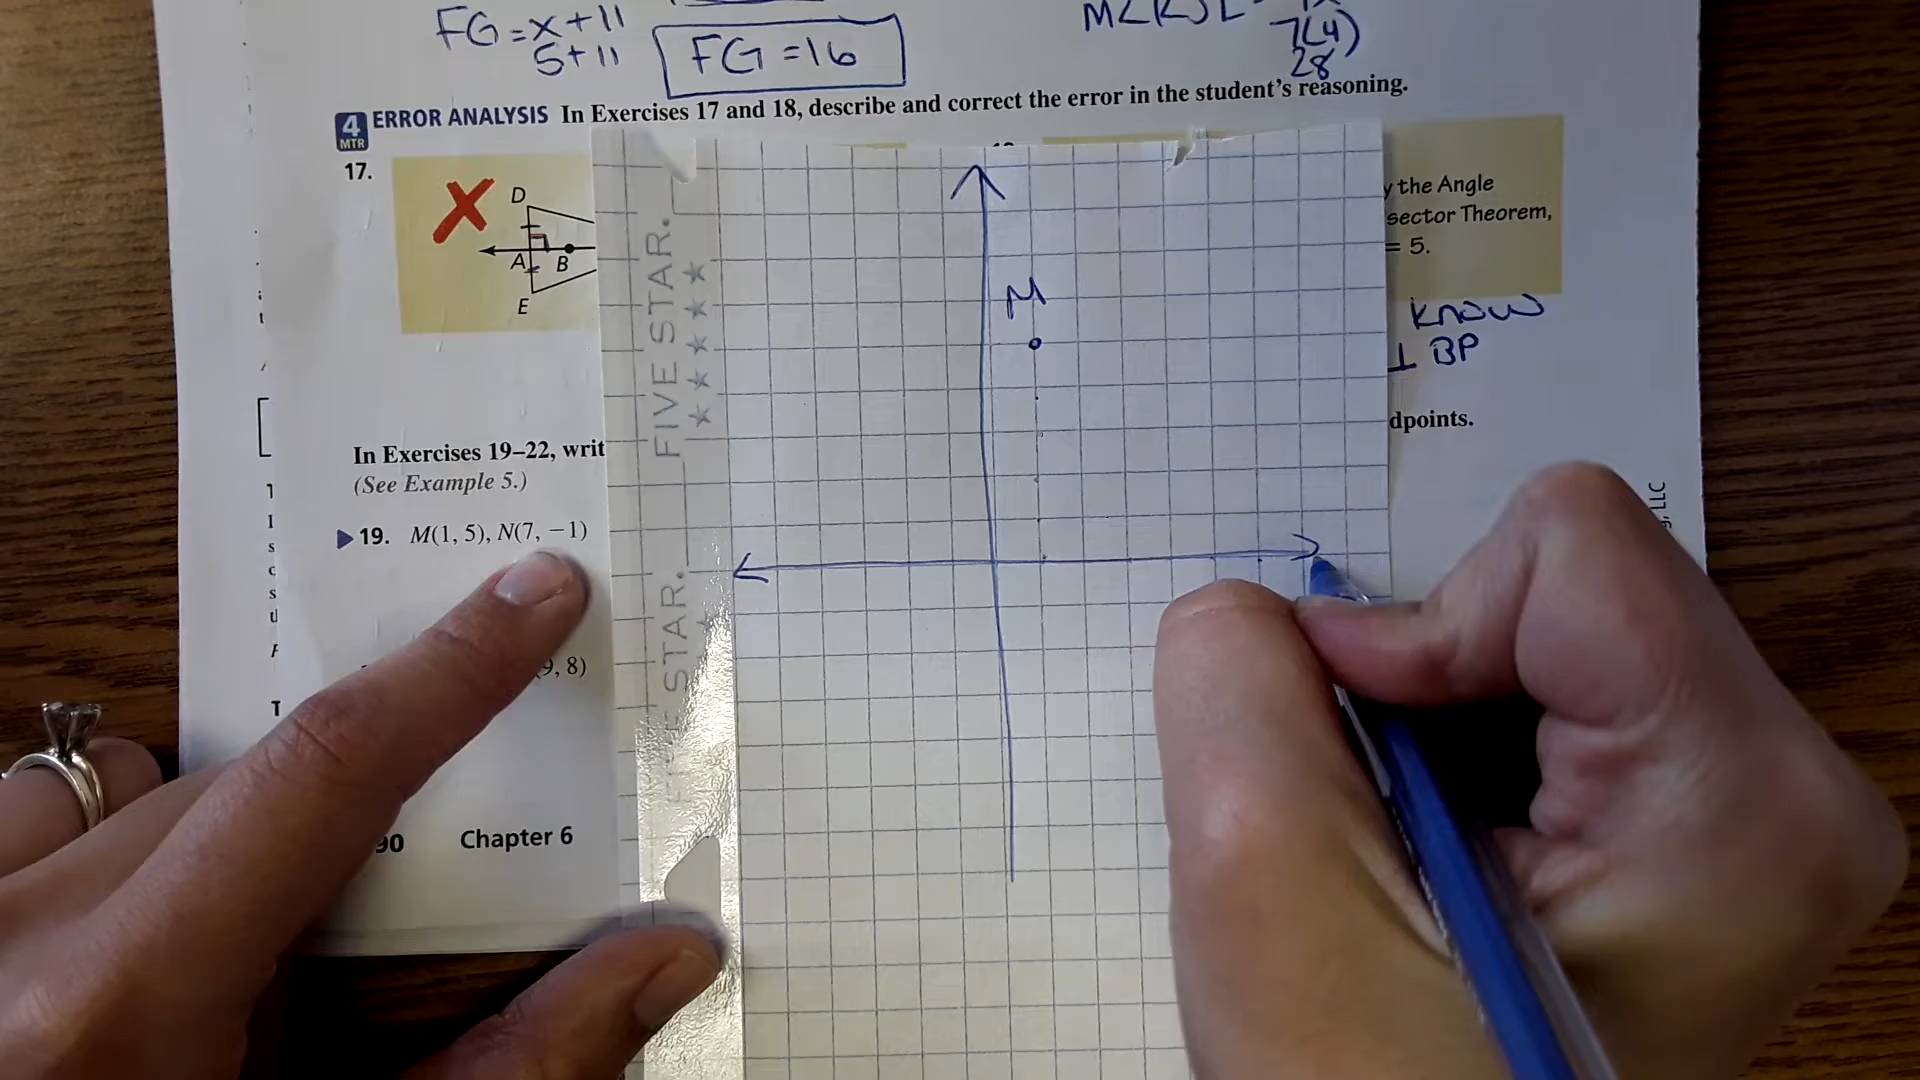 FG = x + 11
5 + 11
FG = 16
7(4)
28
4
MTR
ERROR ANALYSIS In Exercises 17 and 18, describe and correct the error in the student's reasoning.
17.
D
A
B
E
y the Angle
sector Theorem,
= 5.
know
⊥ BP
M
FIVE STAR.
STAR.
dpoints.
In Exercises 19–22, writ
(See Example 5.)
19. M(1, 5), N(7, −1)
9, 8)
90 Chapter 6
, LLC